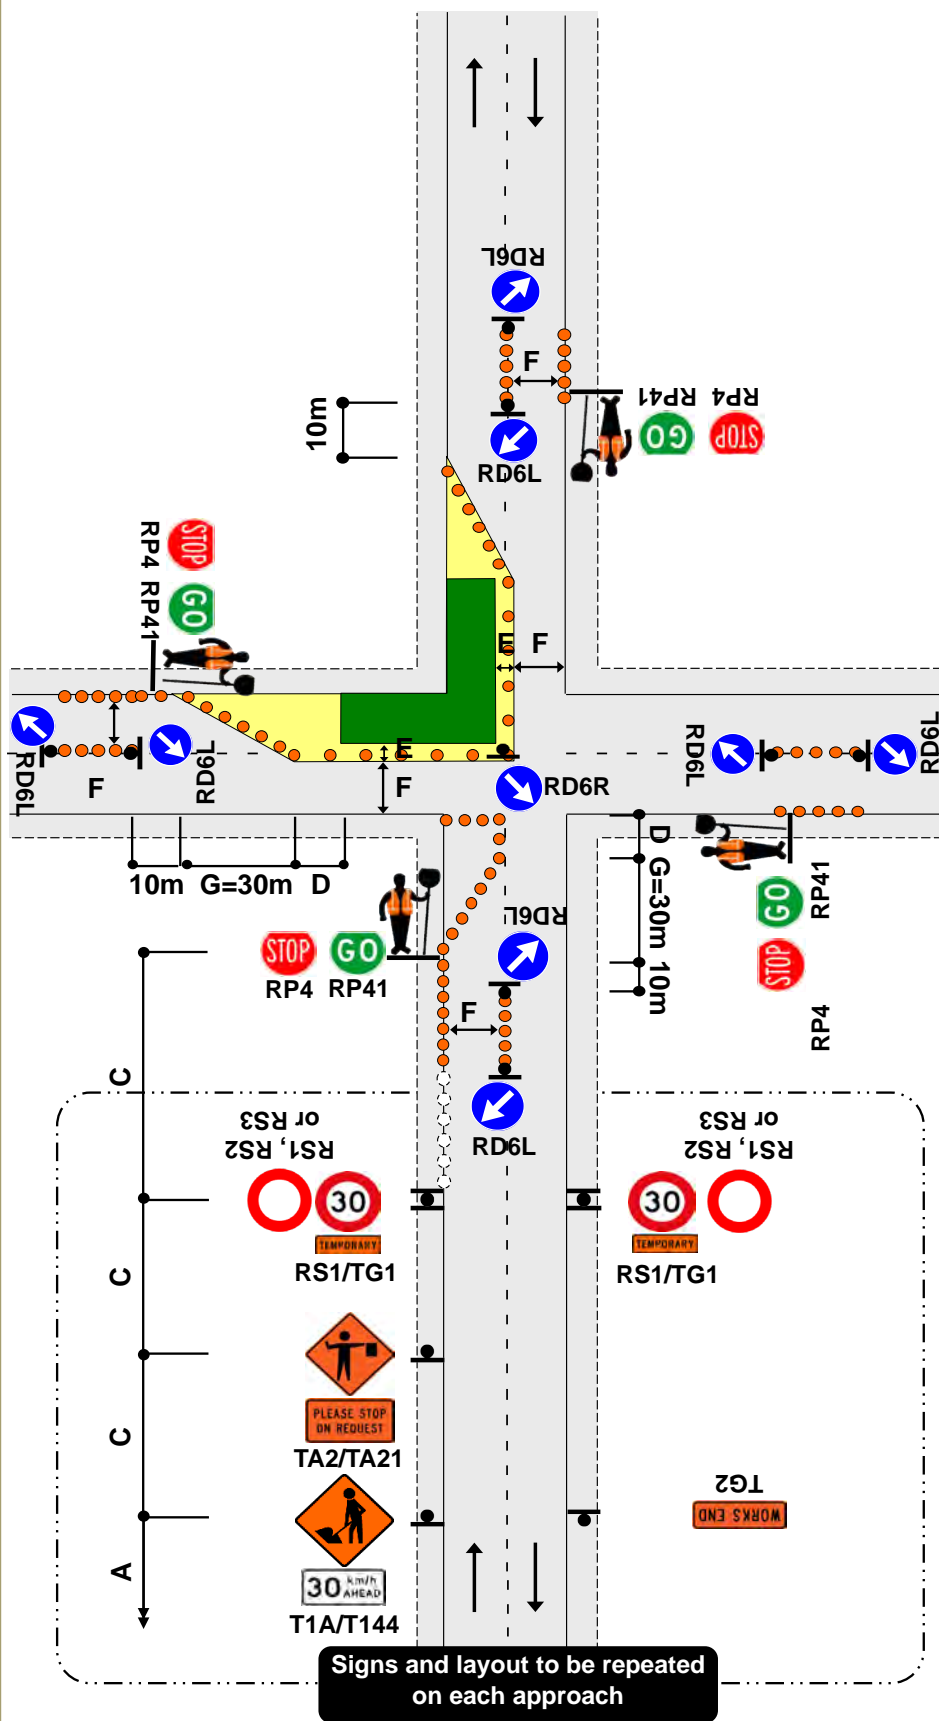 RD6L
F
RP41 RP4
GO STOP
10m
RD6L
RP4 RP41
STOP
GO
E F
RD6L
F
RD6L
E
F
RD6R
RD6L
RD6L
10m G=30m D
D G=30m 10m
GO RP41
STOP
RP4
STOP GO
RP4 RP41
RD6L
F
RD6L
C
C
C
A
RS1, RS2
or RS3
30
TEMPORARY
RS1/TG1
RS1, RS2
or RS3
30
TEMPORARY
RS1/TG1
PLEASE STOP
ON REQUEST
TA2/TA21
TG2
WORKS END
30 km/h
AHEAD
T1A/T144
Signs and layout to be repeated
on each approach